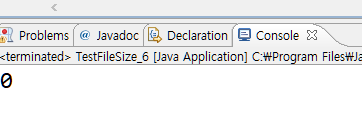 Problems @ Javadoc Declaration Console
<terminated> TestFileSize_6 [Java Application] C:₩Program Files₩Ja
0